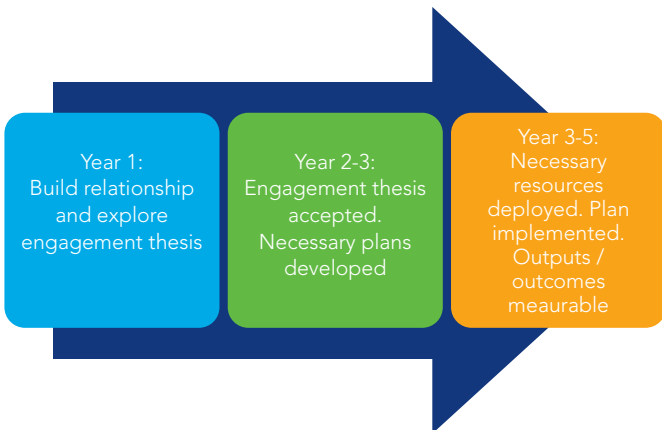 Year 1:
Build relationship
and explore
engagement thesis
Year 2-3:
Engagement thesis
accepted.
Necessary plans
developed
Year 3-5:
Necessary
resources
deployed. Plan
implemented.
Outputs /
outcomes
meaurable